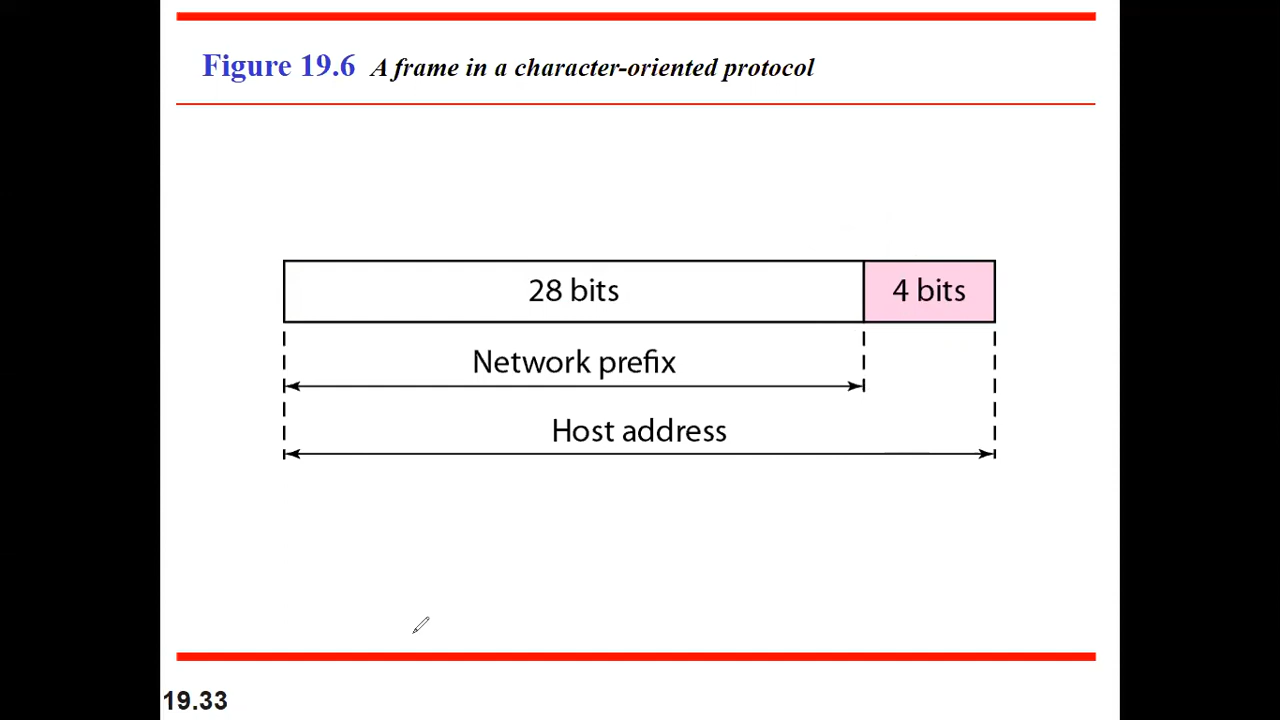 Figure 19.6 A frame in a character-oriented protocol
28 bits 4 bits
Network prefix
Host address
19.33